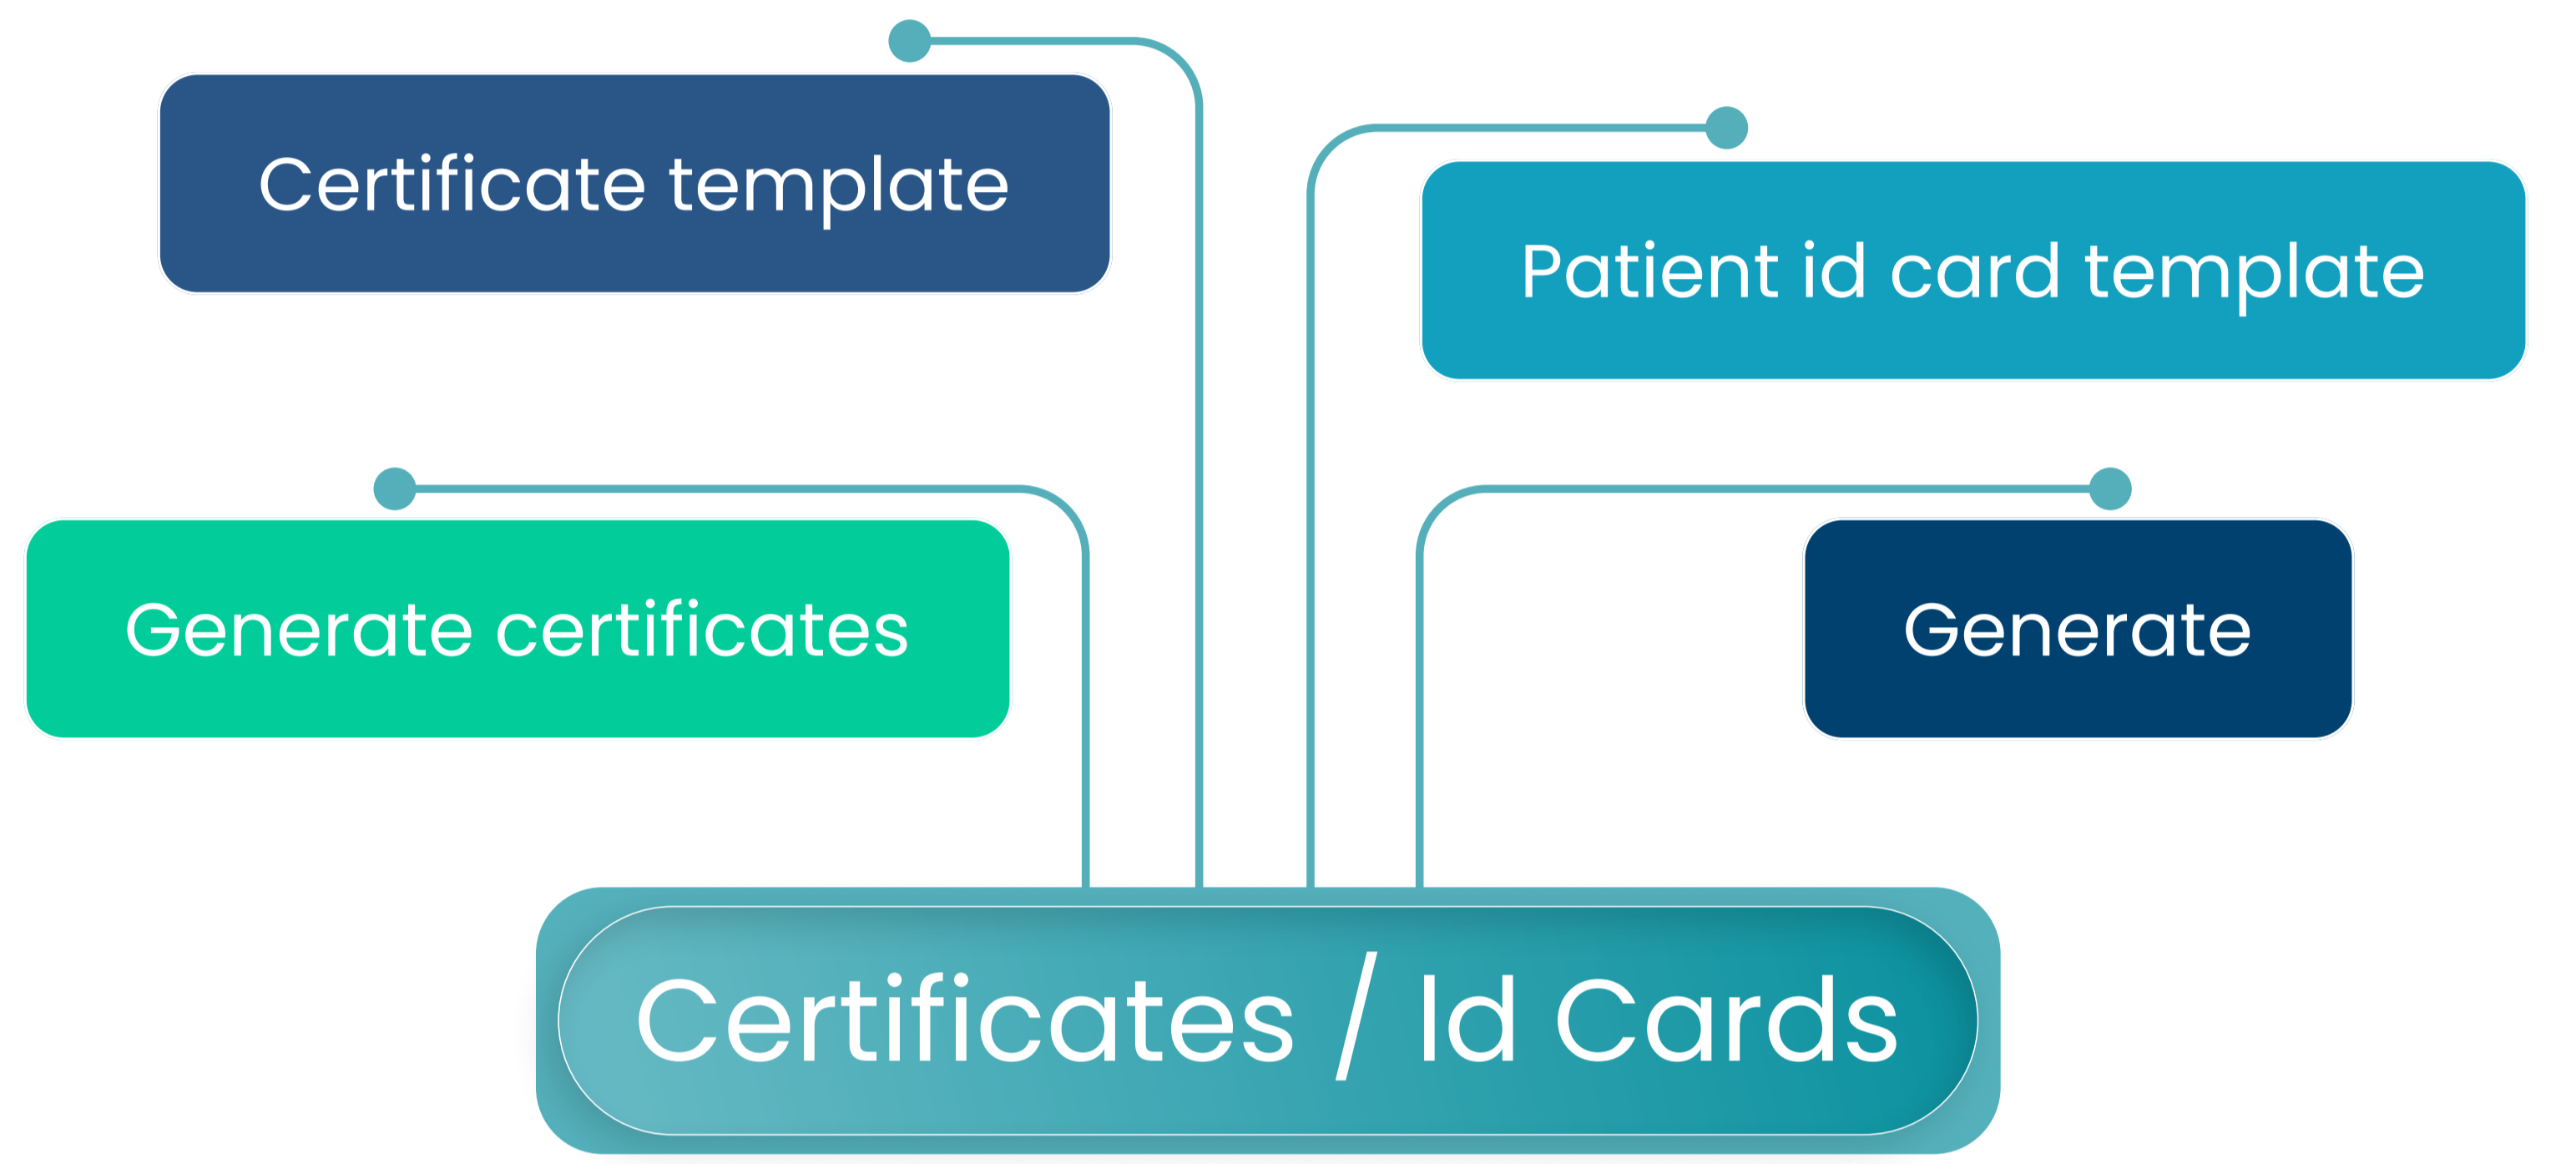 Certificate template
Patient id card template
Generate certificates
Generate
Certificates / Id Cards